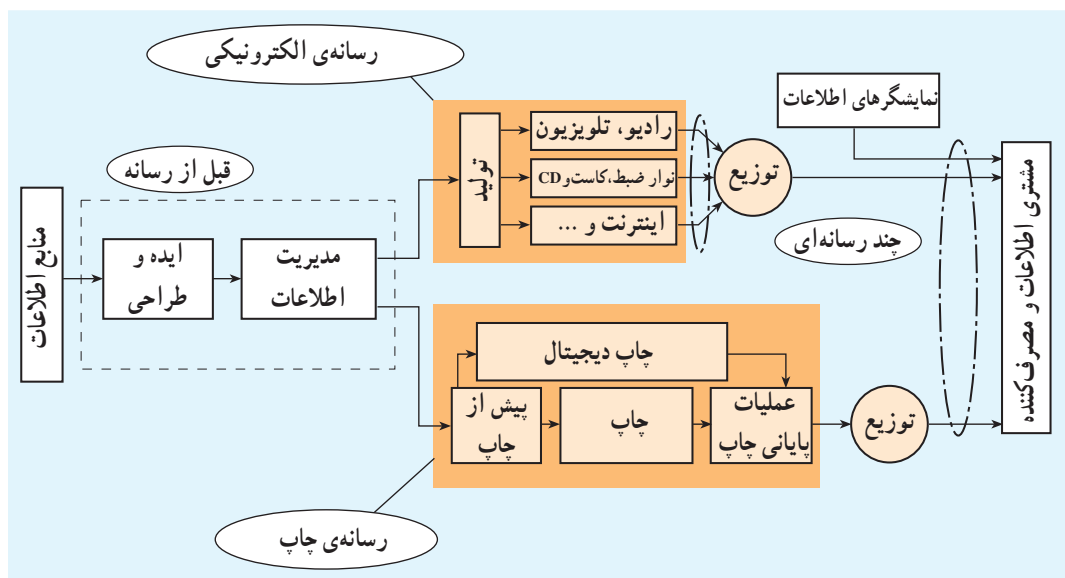 رسانه‌ی الکترونیکی
نمایشگرهای اطلاعات
رادیو، تلویزیون
تولید
نوار ضبط،کاست و CD
توزیع
اینترنت و ...
قبل از رسانه
چند رسانه‌ای
مشتری اطلاعات و مصرف‌کننده
منابع اطلاعات
ایده و
طراحی
مدیریت
اطلاعات
چاپ دیجیتال
پیش از
چاپ
چاپ
عملیات
پایانی چاپ
توزیع
رسانه‌ی چاپ